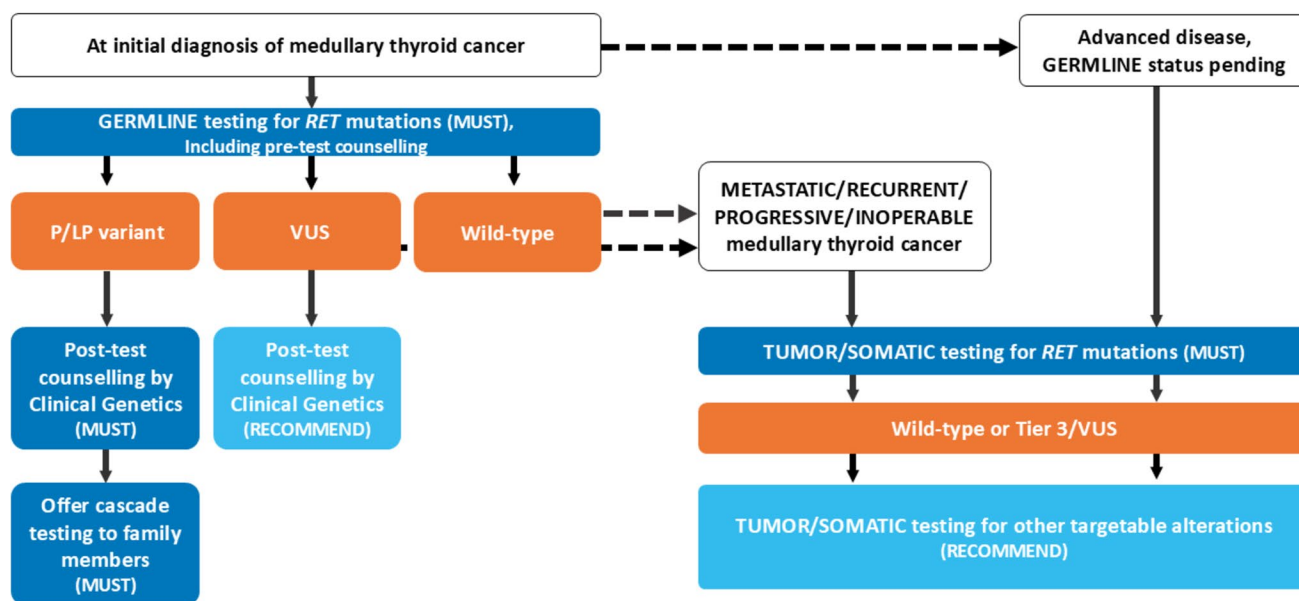 At initial diagnosis of medullary thyroid cancer
Advanced disease,
GERMLINE status pending
GERMLINE testing for RET mutations (MUST),
Including pre-test counselling
P/LP variant
VUS
Wild-type
METASTATIC/RECURRENT/
PROGRESSIVE/INOPERABLE
medullary thyroid cancer
Post-test
counselling by
Clinical Genetics
(MUST)
Post-test
counselling by
Clinical Genetics
(RECOMMEND)
TUMOR/SOMATIC testing for RET mutations (MUST)
Wild-type or Tier 3/VUS
Offer cascade
testing to family
members
(MUST)
TUMOR/SOMATIC testing for other targetable alterations
(RECOMMEND)